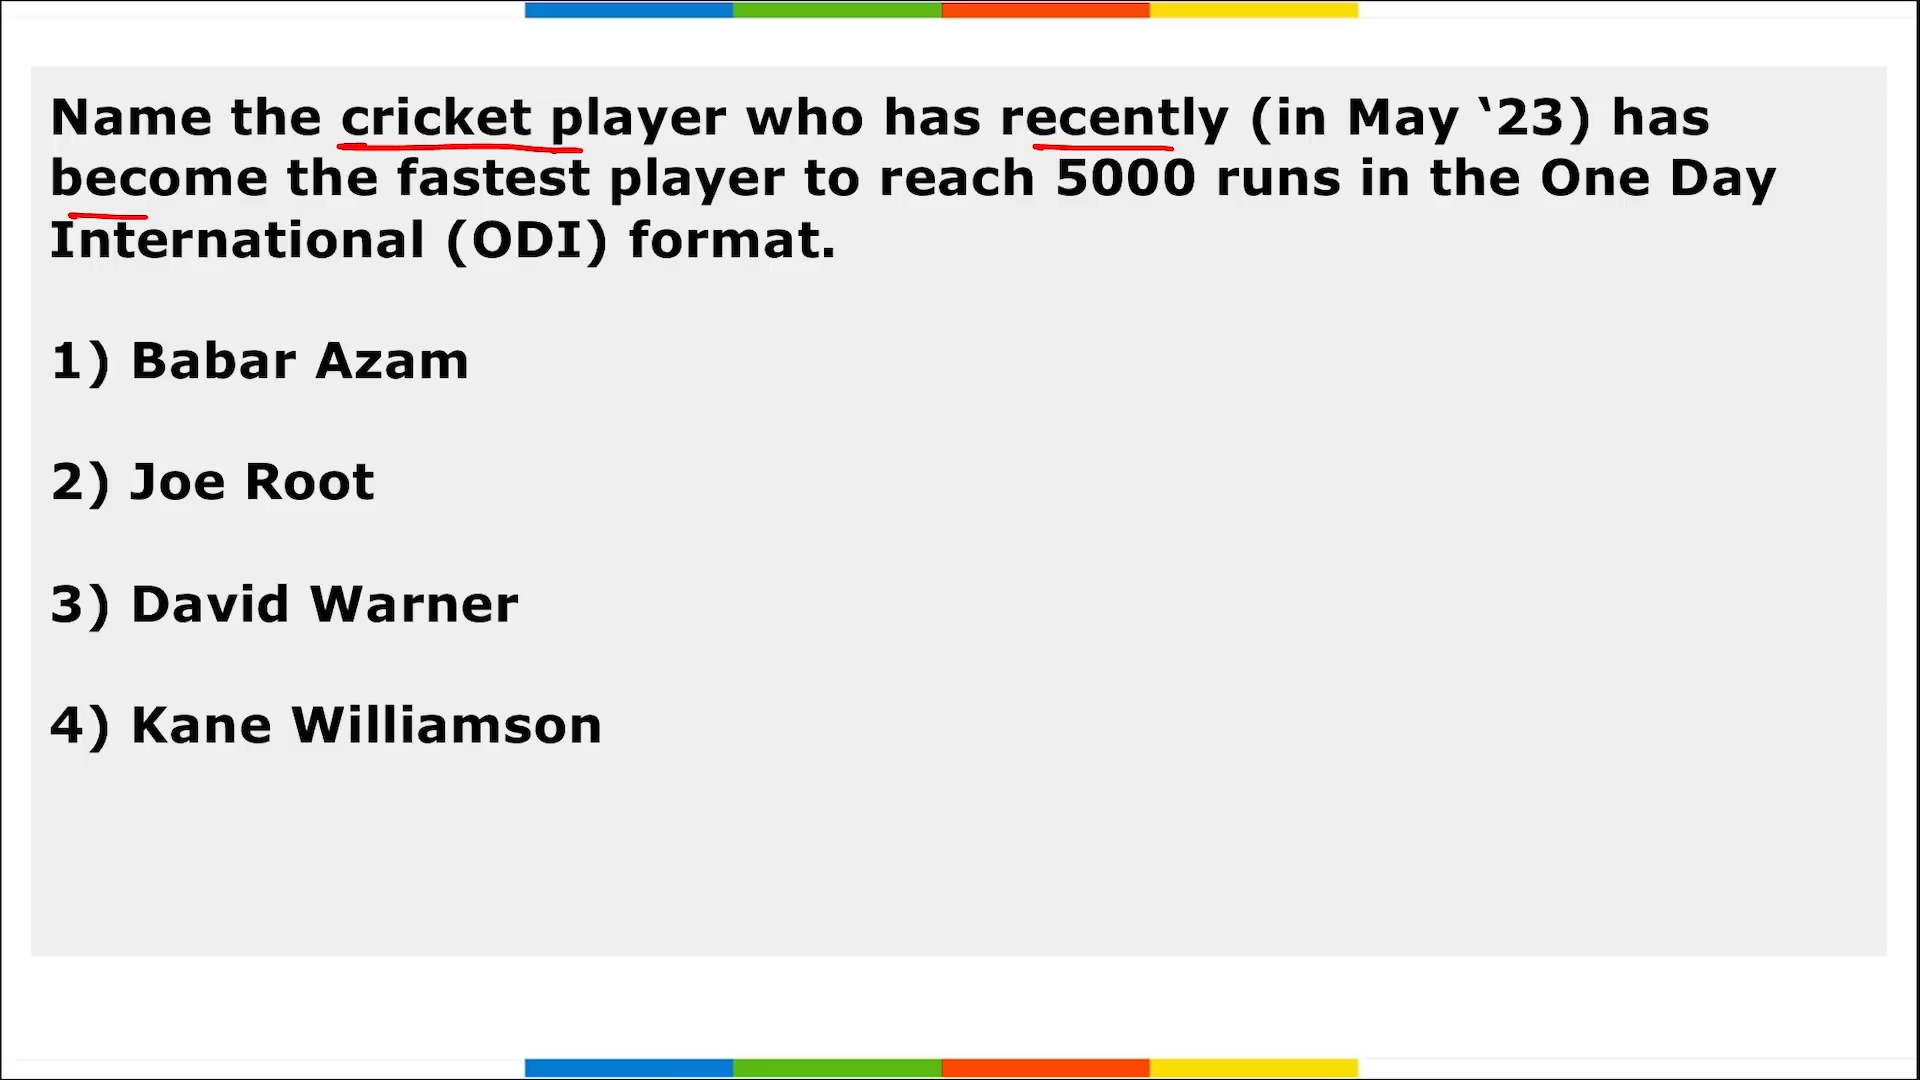 Name the cricket player who has recently (in May ‘23) has
become the fastest player to reach 5000 runs in the One Day
International (ODI) format.
1) Babar Azam
2) Joe Root
3) David Warner
4) Kane Williamson